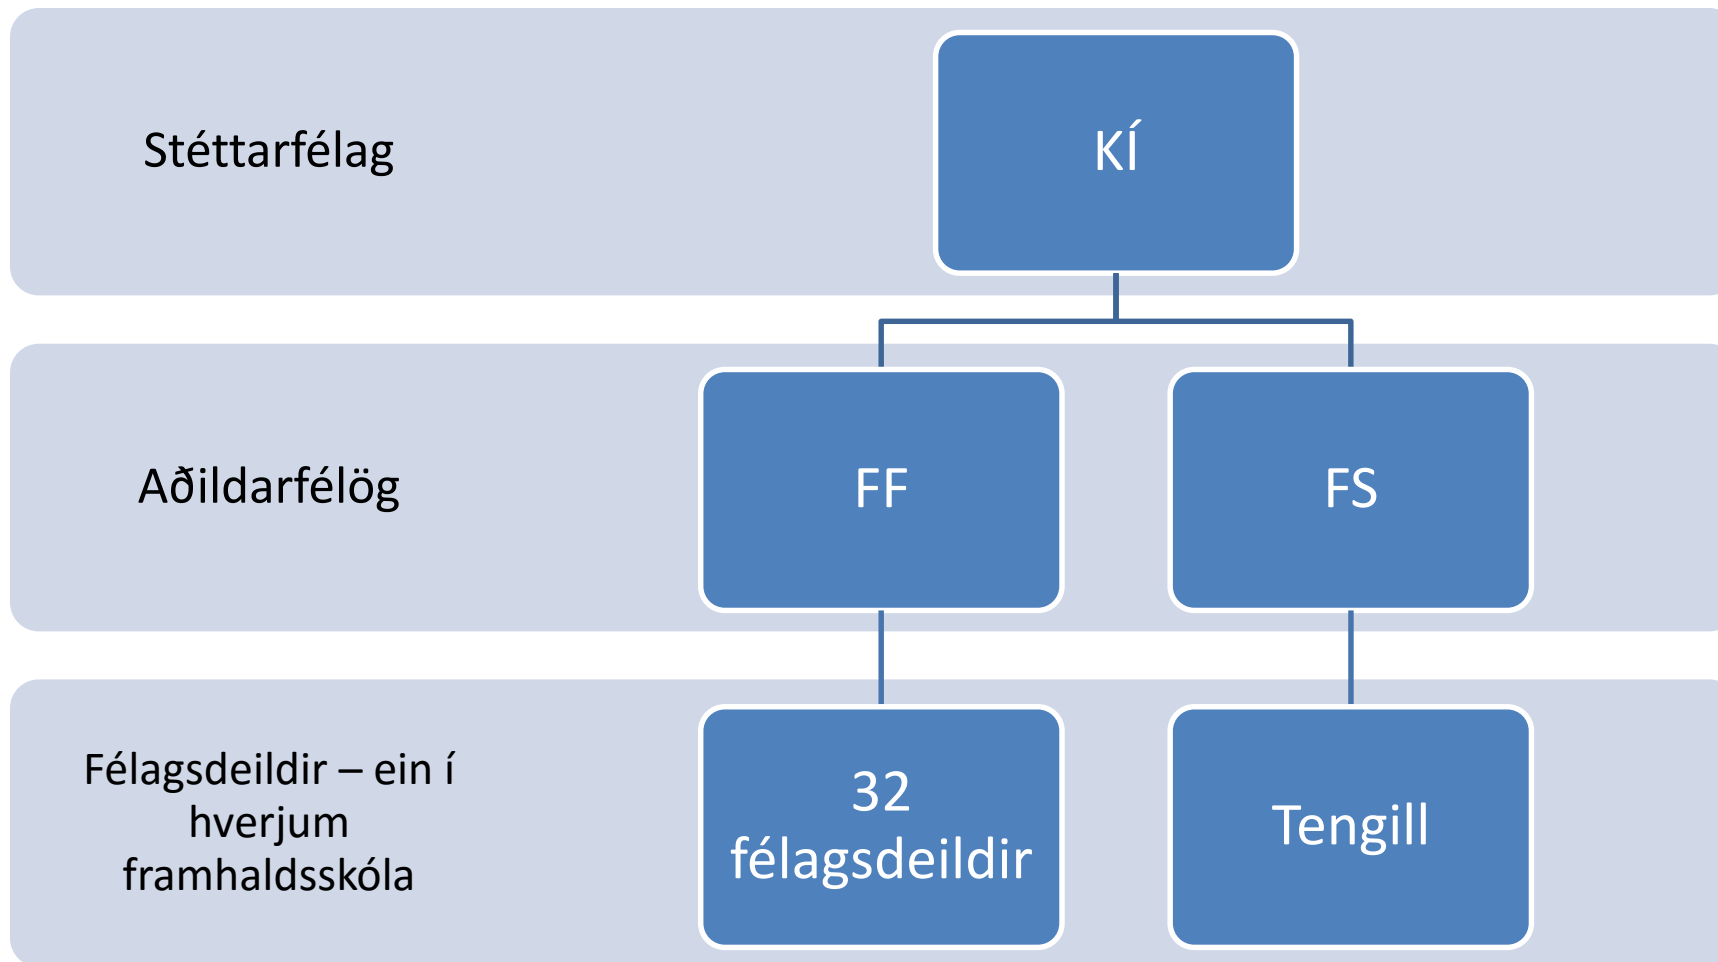 Stéttarfélag
KÍ
Aðildarfélög
FF
FS
Félagsdeildir – ein í
hverjum
framhaldsskóla
32
félagsdeildir
Tengill